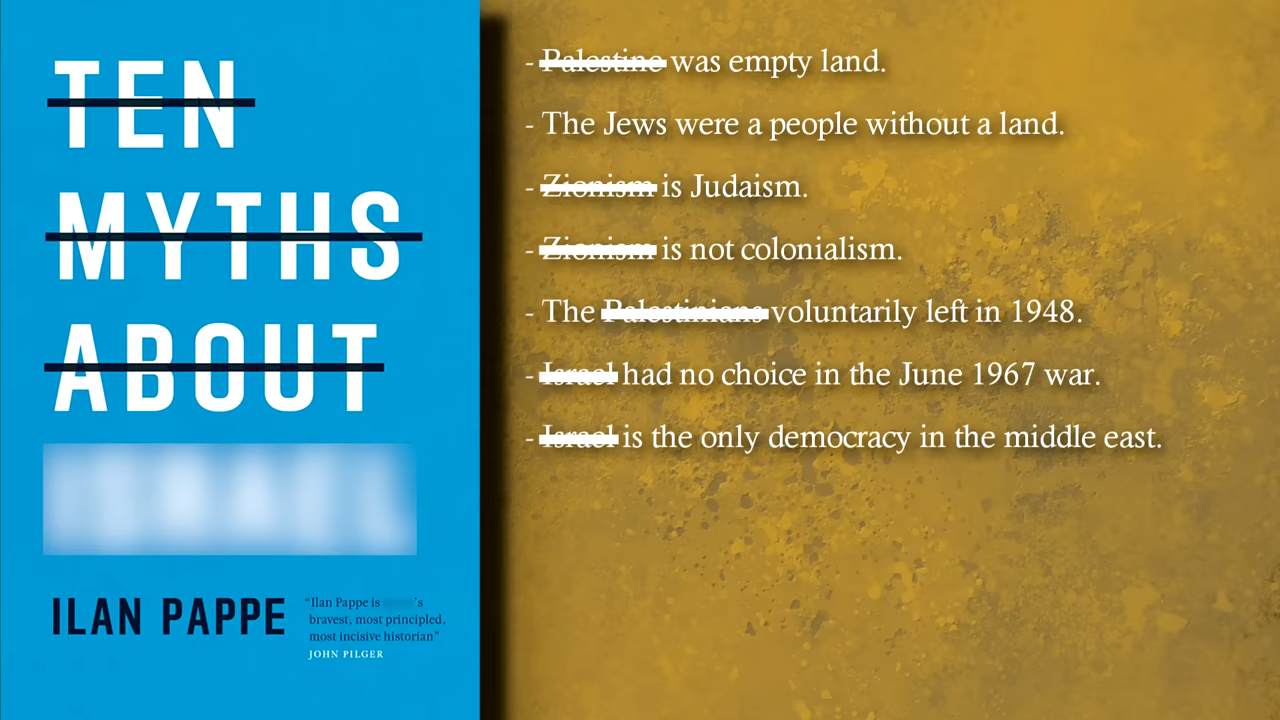 TEN
MYTHS
ABOUT
ILAN PAPPE
“Ilan Pappe is 's
bravest, most principled,
most incisive historian”
JOHN PILGER
- Palestine was empty land.
- The Jews were a people without a land.
- Zionism is Judaism.
- Zionism is not colonialism.
- The Palestinians voluntarily left in 1948.
- Israel had no choice in the June 1967 war.
- Israel is the only democracy in the middle east.